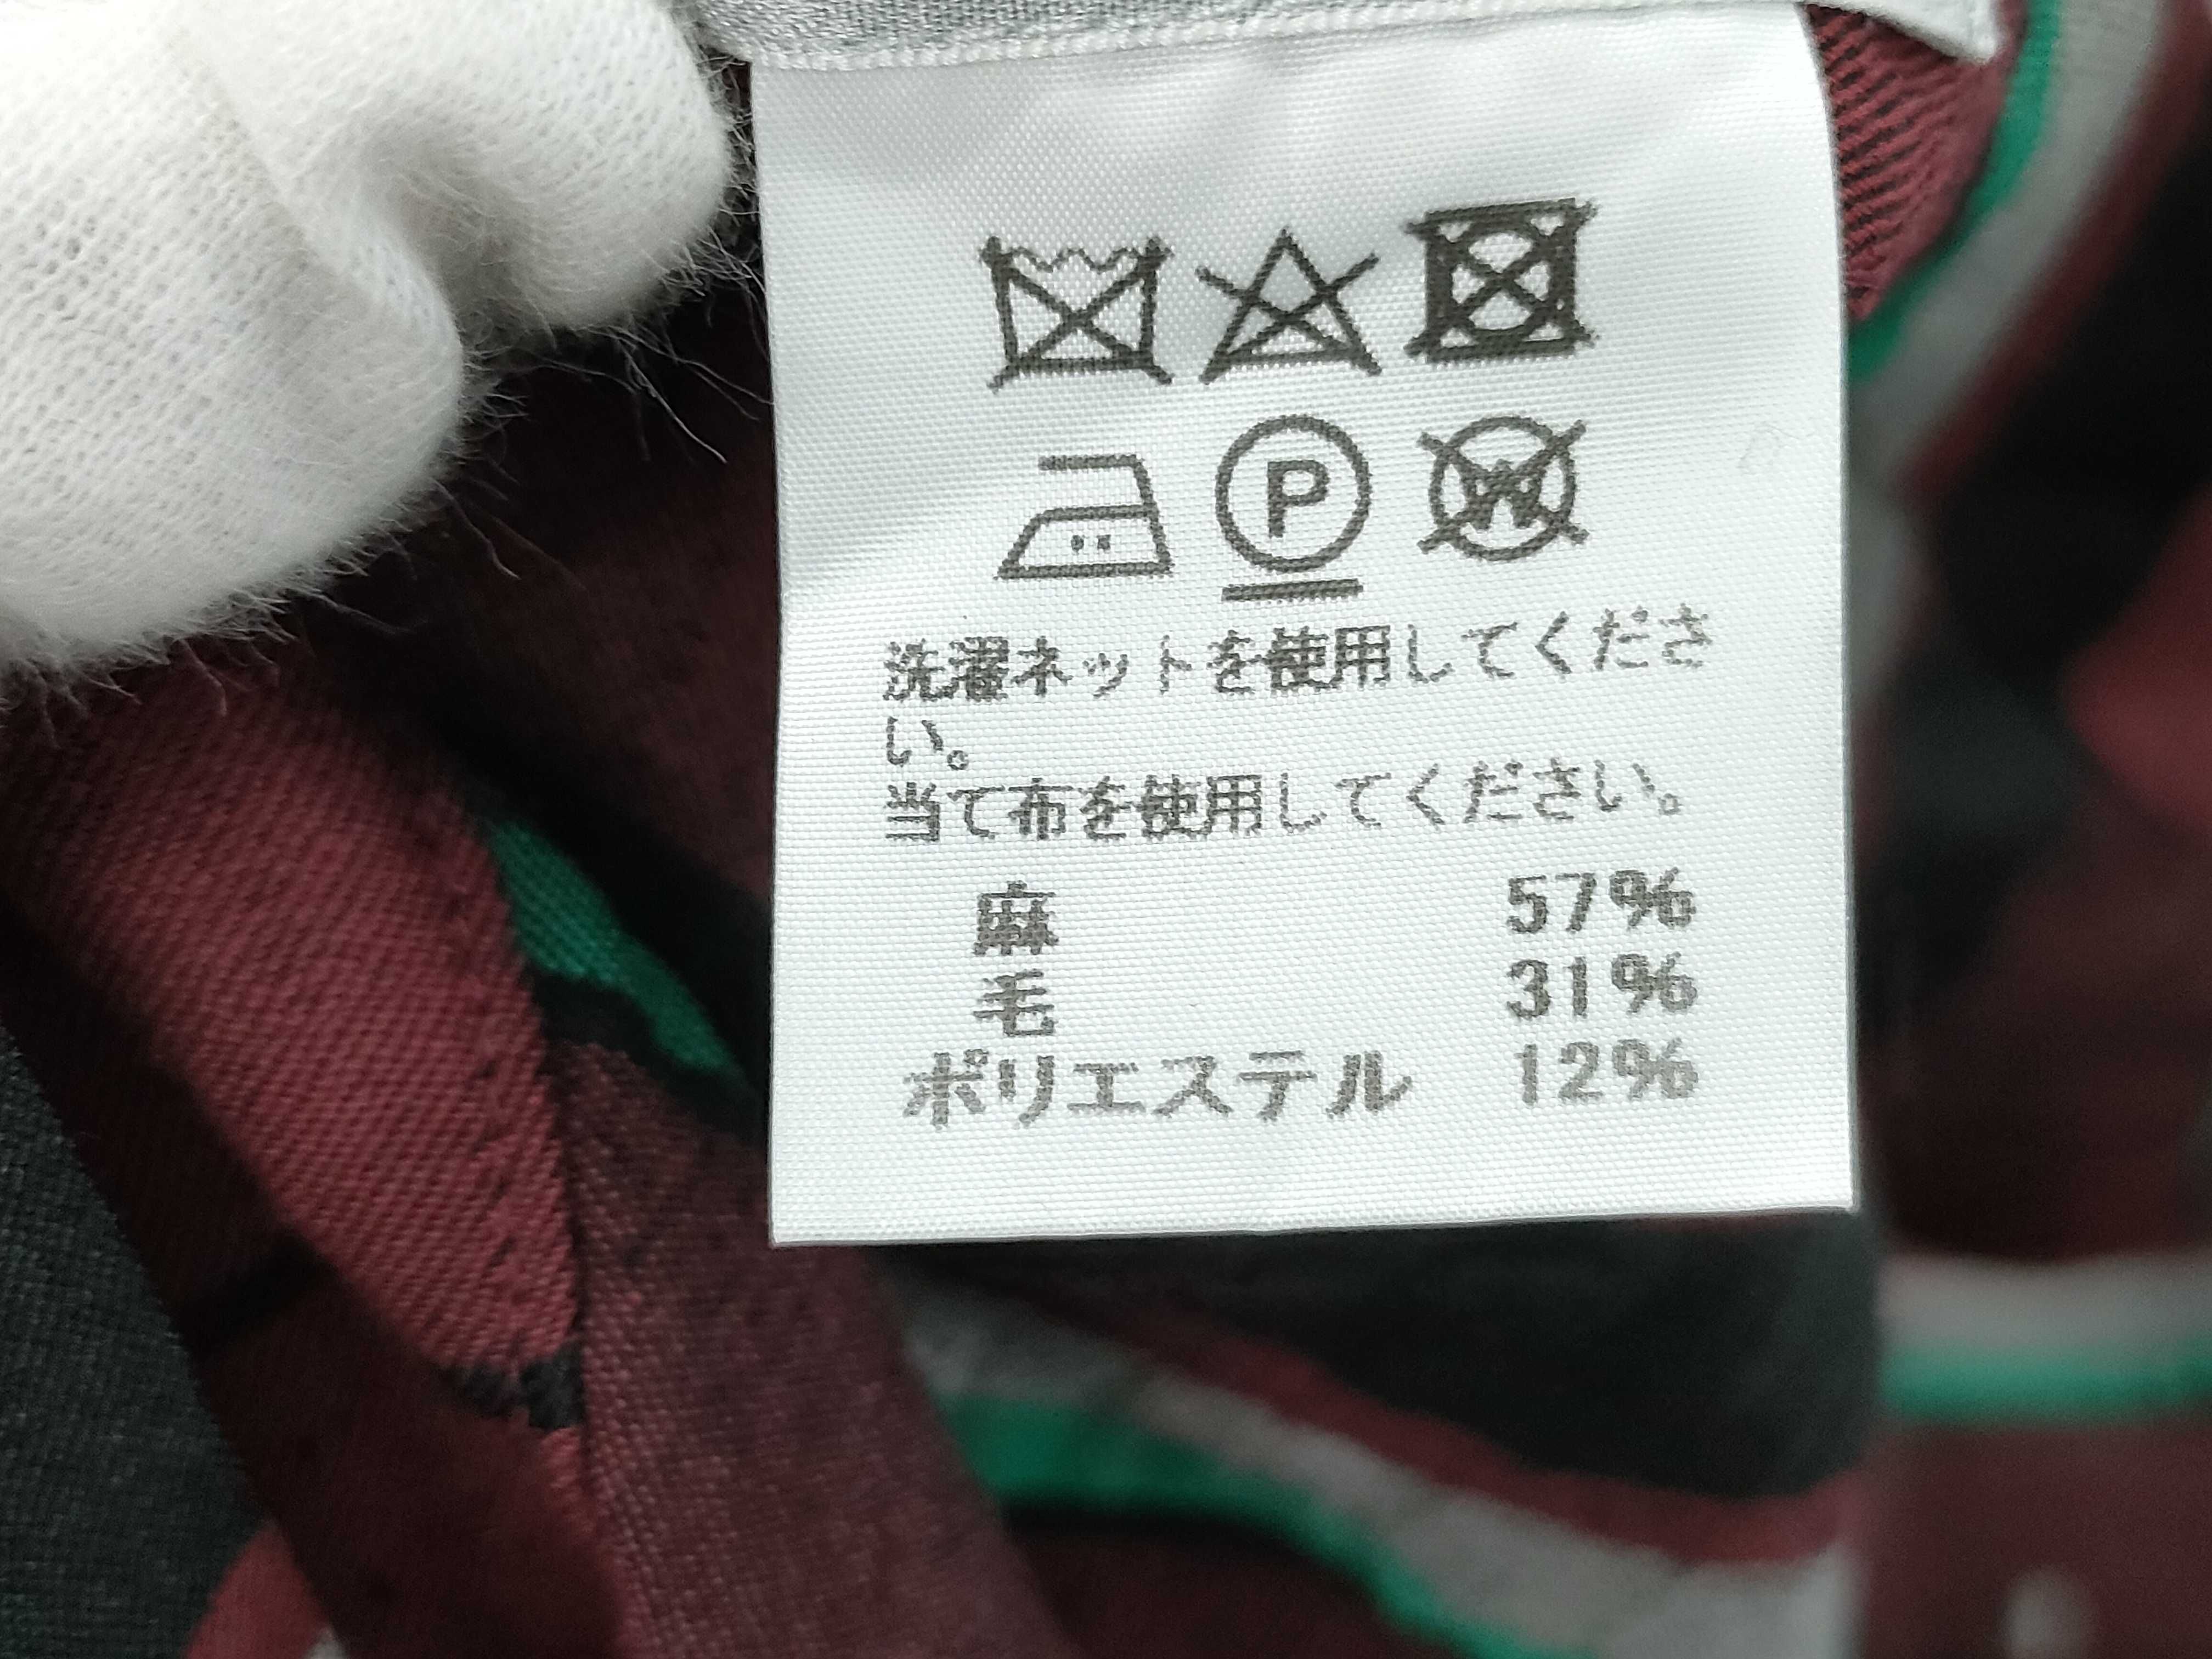 P W
洗濯ネットを使用してくださ
い。
当て布を使用してください。
麻 57%
毛 31%
ポリエステル 12%